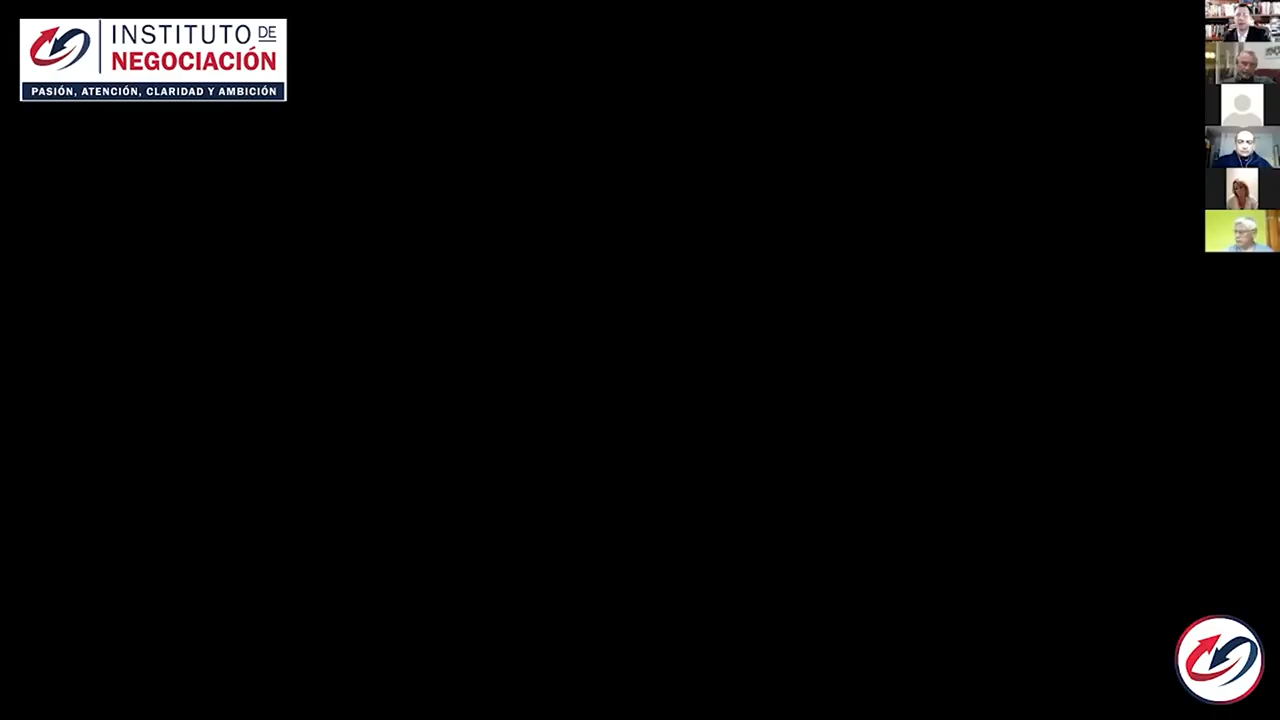 INSTITUTO DE
NEGOCIACIÓN
PASIÓN, ATENCIÓN, CLARIDAD Y AMBICIÓN